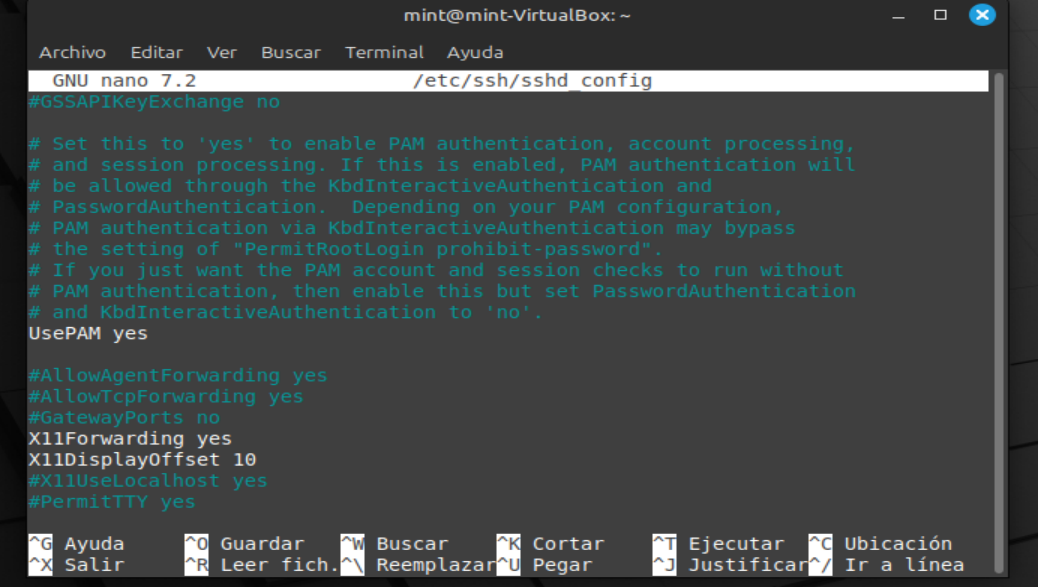 mint@mint-VirtualBox: ~
Archivo Editar Ver Buscar Terminal Ayuda
GNU nano 7.2 /etc/ssh/sshd_config
#GSSAPIKeyExchange no
# Set this to 'yes' to enable PAM authentication, account processing,
# and session processing. If this is enabled, PAM authentication will
# be allowed through the KbdInteractiveAuthentication and
# PasswordAuthentication.  Depending on your PAM configuration,
# PAM authentication via KbdInteractiveAuthentication may bypass
# the setting of "PermitRootLogin prohibit-password".
# If you just want the PAM account and session checks to run without
# PAM authentication, then enable this but set PasswordAuthentication
# and KbdInteractiveAuthentication to 'no'.
UsePAM yes
#AllowAgentForwarding yes
#AllowTcpForwarding yes
#GatewayPorts no
X11Forwarding yes
X11DisplayOffset 10
#X11UseLocalhost yes
#PermitTTY yes
^G Ayuda ^O Guardar ^W Buscar ^K Cortar ^T Ejecutar ^C Ubicación
^X Salir ^R Leer fich. ^\ Reemplazar ^U Pegar ^J Justificar ^/ Ir a línea